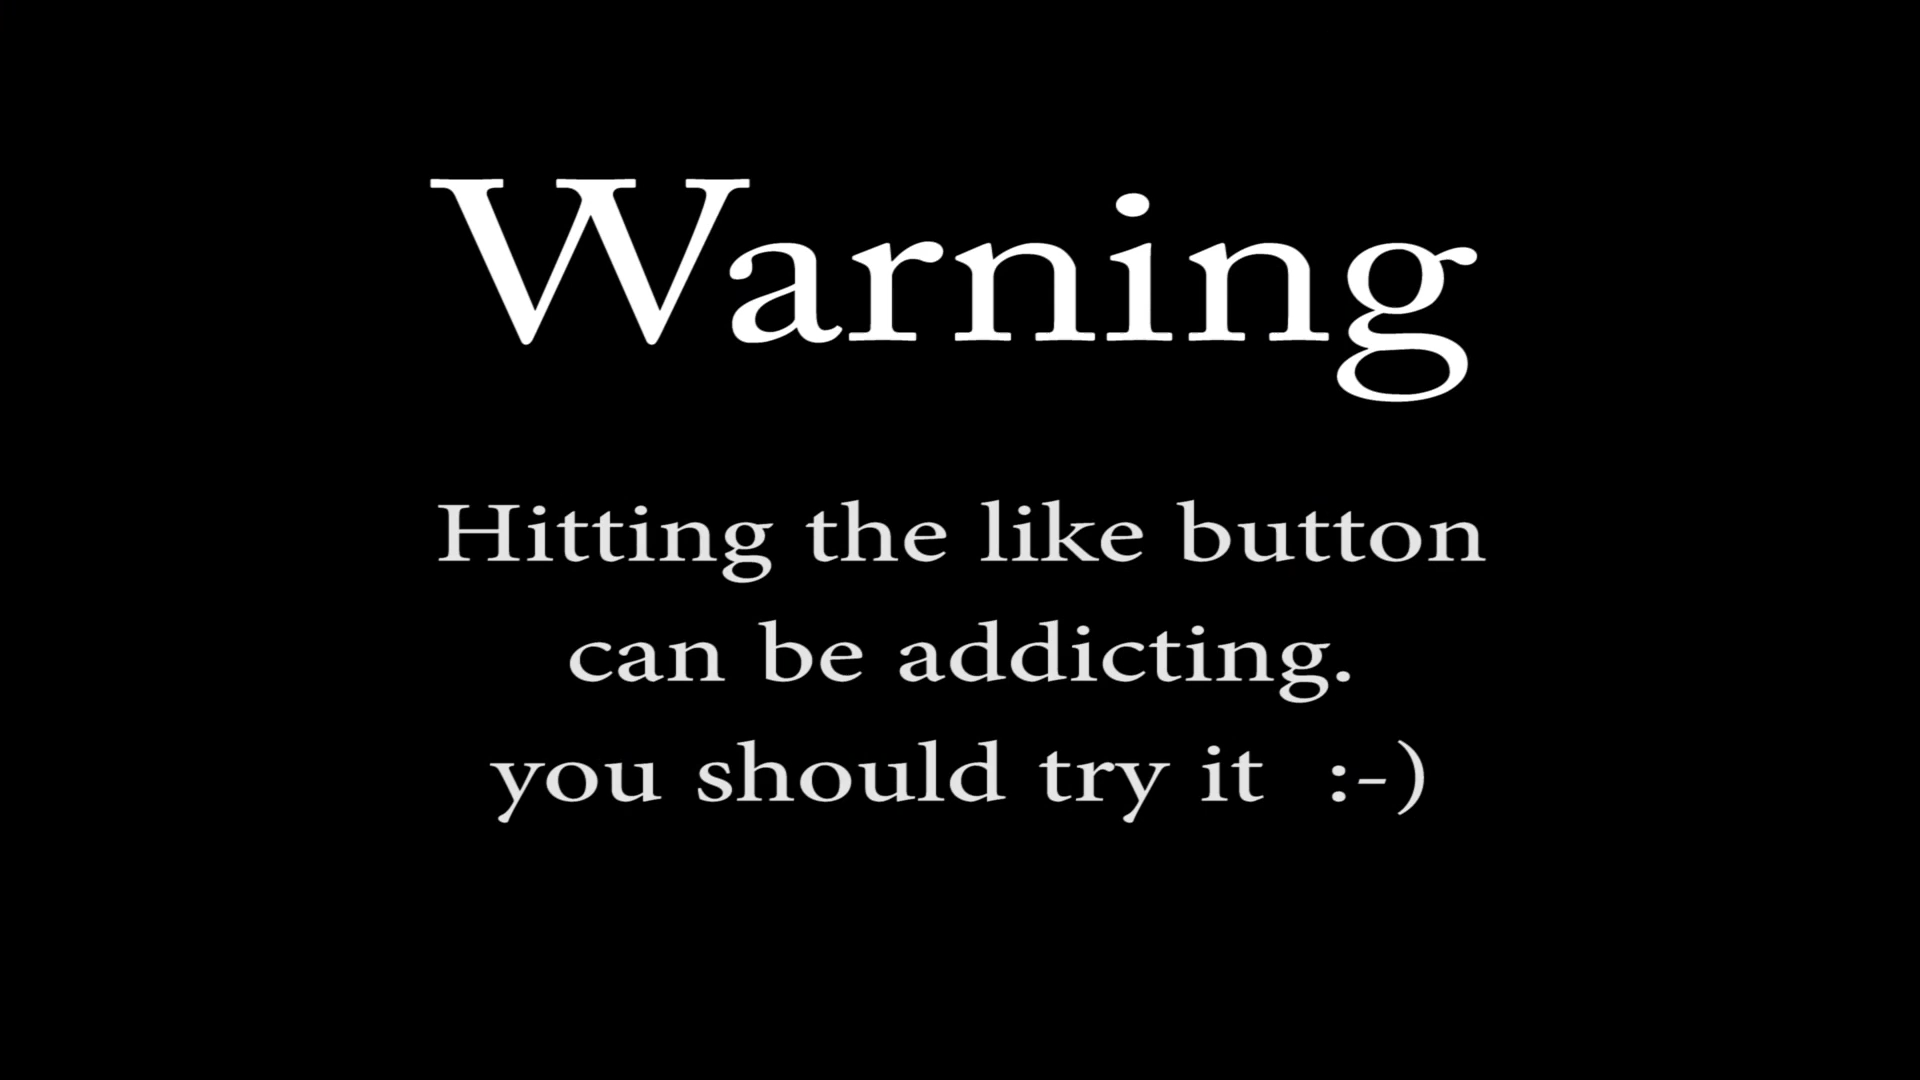 Warning
Hitting the like button
can be addicting.
you should try it  :-)